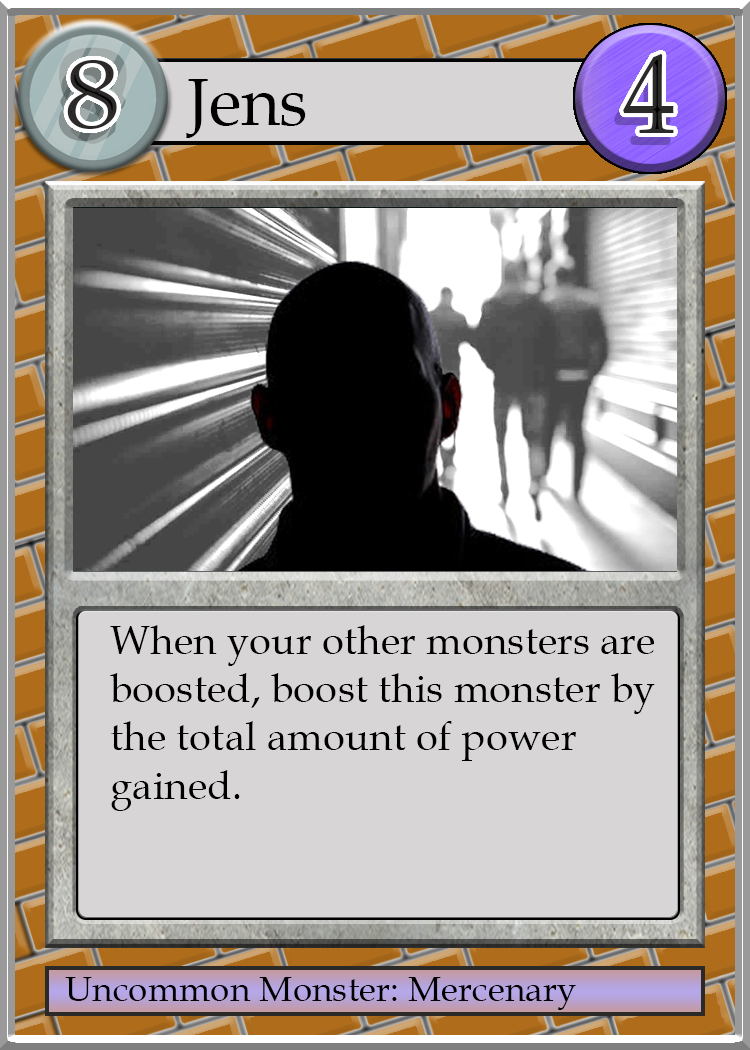 8
Jens
4
When your other monsters are
boosted, boost this monster by
the total amount of power
gained.
Uncommon Monster: Mercenary